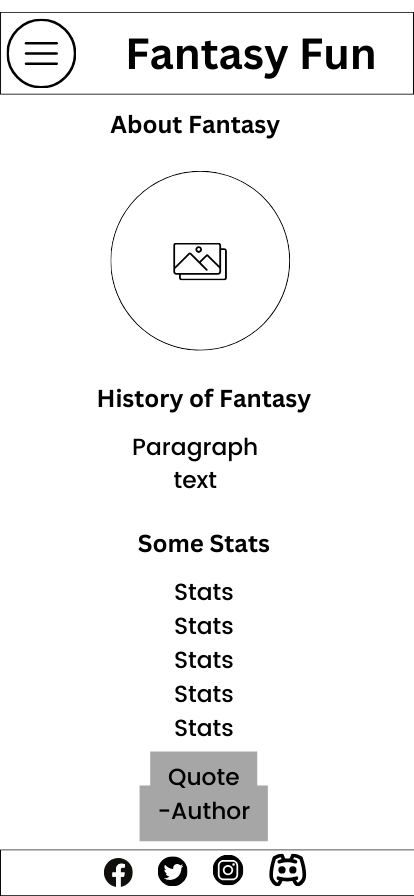 Fantasy Fun
About Fantasy
History of Fantasy
Paragraph
text
Some Stats
Stats
Stats
Stats
Stats
Stats
Quote
-Author